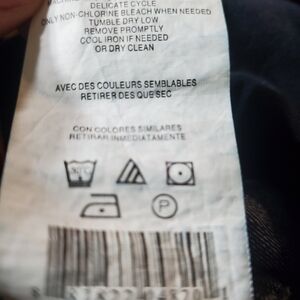 DELICATE CYCLE
ONLY NON-CHLORINE BLEACH WHEN NEEDED
TUMBLE DRY LOW
REMOVE PROMPTLY
COOL IRON IF NEEDED
OR DRY CLEAN
AVEC DES COULEURS SEMBLABLES
RETIRER DES QUE SEC
CON COLORES SIMILARES
RETIRAR INMEDIATAMENTE
P